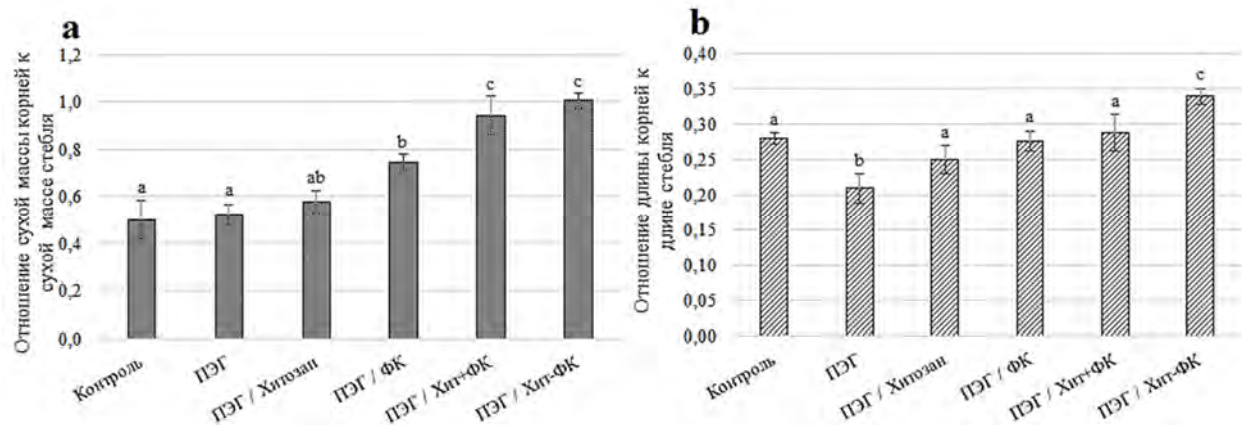 a
Отношение сухой массы корней к
сухой массе стебля
1,2
1,0
0,8
0,6
0,4
0,2
0,0
a
a
ab
b
c
c
Контроль
ПЭГ
ПЭГ / Хитозан
ПЭГ / ФК
ПЭГ / Хит+ФК
ПЭГ / Хит-ФК
b
Отношение длины корней к
длине стебля
0,40
0,35
0,30
0,25
0,20
0,15
0,10
0,05
0,00
a
b
a
a
a
c
Контроль
ПЭГ
ПЭГ / Хитозан
ПЭГ / ФК
ПЭГ / Хит+ФК
ПЭГ / Хит-ФК